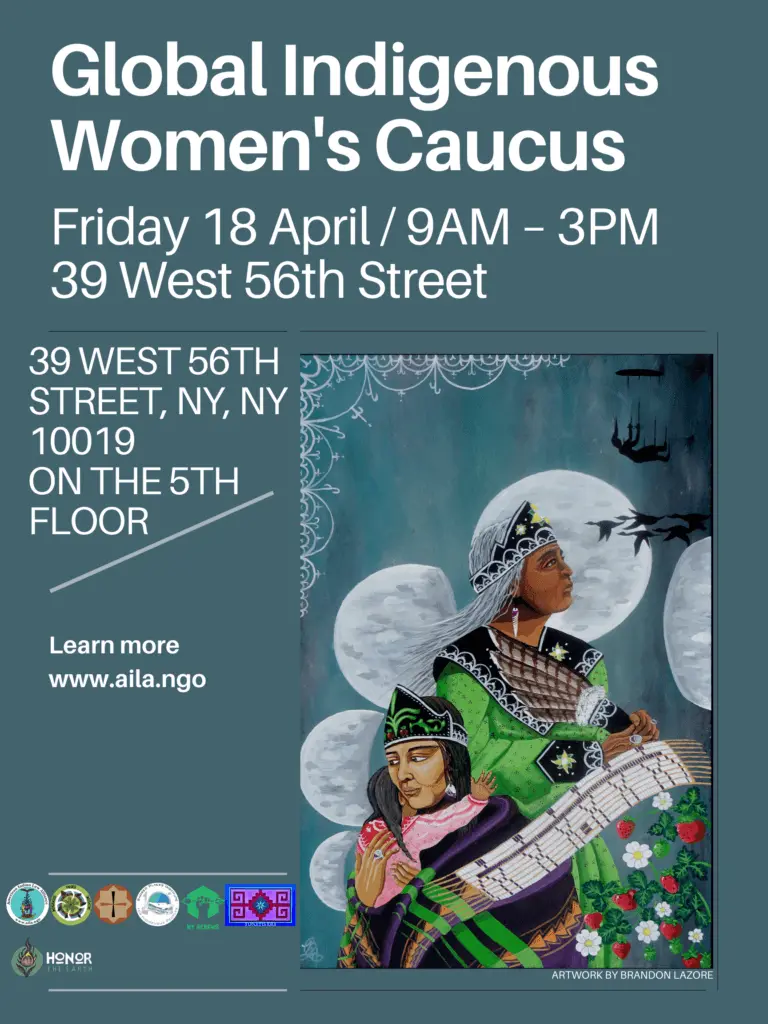 Global Indigenous
Women's Caucus
Friday 18 April / 9AM – 3PM
39 West 56th Street
39 WEST 56TH
STREET, NY, NY
10019
ON THE 5TH
FLOOR
Learn more
www.aila.ngo
HONOR
THE EARTH
ARTWORK BY BRANDON LAZORE